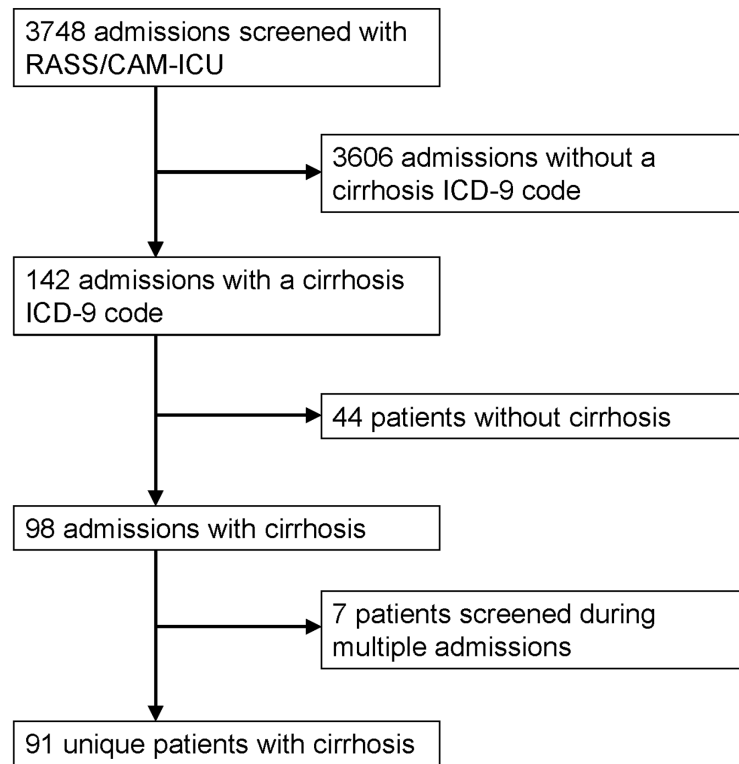 3748 admissions screened with
RASS/CAM-ICU
3606 admissions without a
cirrhosis ICD-9 code
142 admissions with a cirrhosis
ICD-9 code
44 patients without cirrhosis
98 admissions with cirrhosis
7 patients screened during
multiple admissions
91 unique patients with cirrhosis